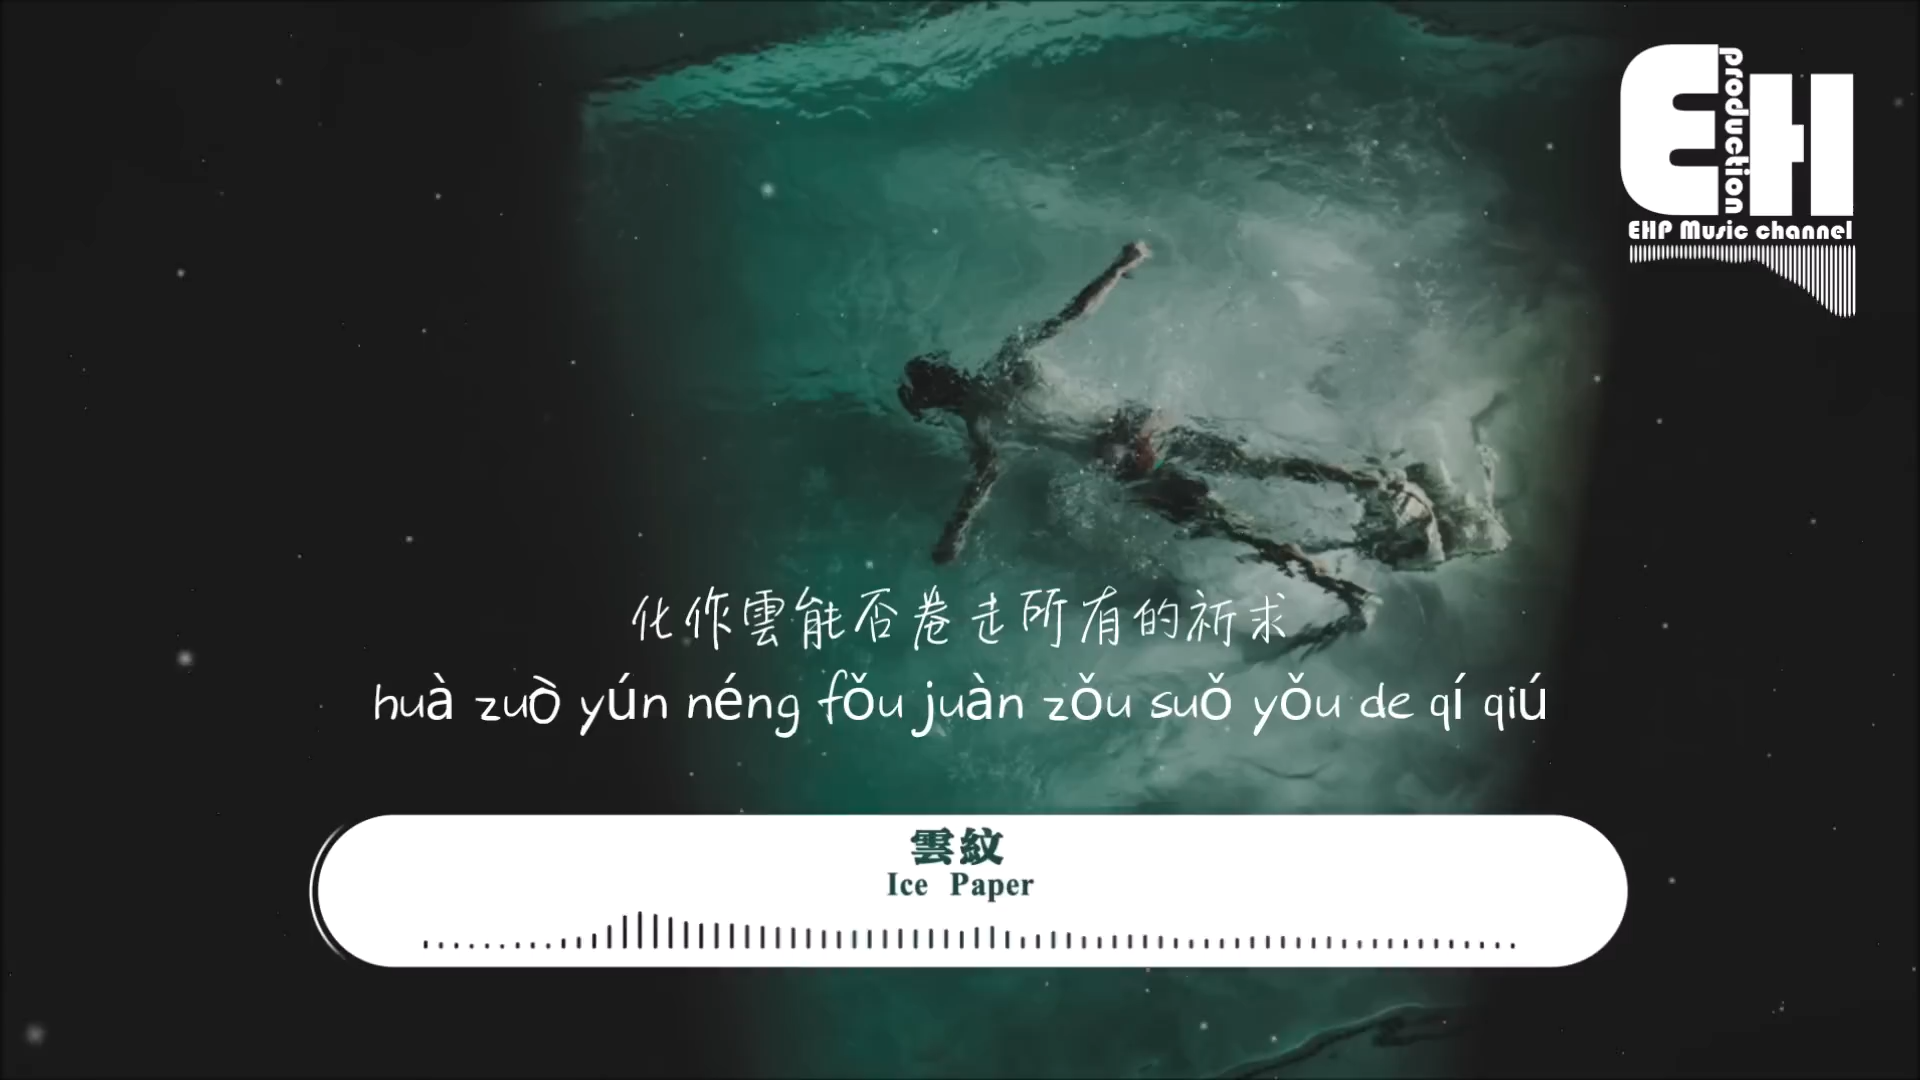 EH
production
EHP Music channel
化作雲能否卷走所有的祈求
huà zuò yún néng fǒu juàn zǒu suǒ yǒu de qí qiú
雲紋
Ice Paper